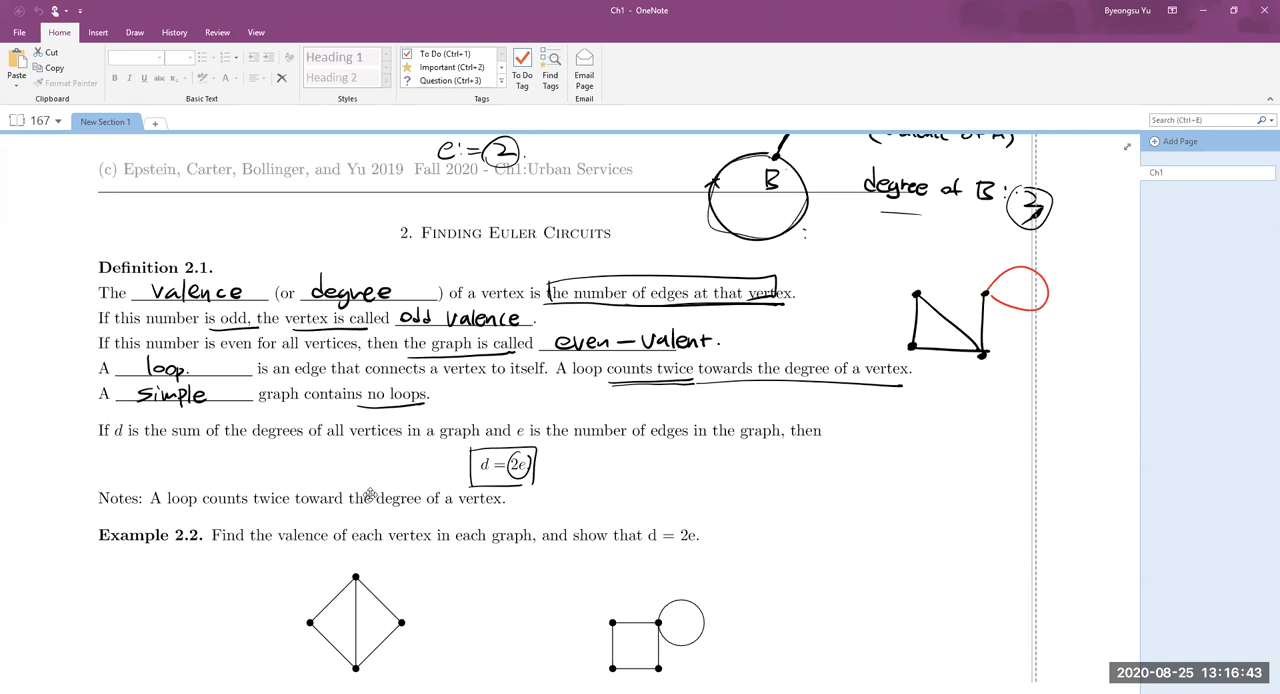 Ch1 - OneNote
Byeongsu Yu
File Home Insert Draw History Review View
Paste
Cut
Copy
Format Painter
Clipboard
B I U abc x₂ A
Basic Text
Heading 1
Heading 2
Styles
To Do (Ctrl+1)
Important (Ctrl+2)
? Question (Ctrl+3)
To Do Tag
Find Tags
Tags
Email Page
Email
167
New Section 1
Search (Ctrl+E)
Add Page
Ch1
e := 2.
(c) Epstein, Carter, Bollinger, and Yu 2019 Fall 2020 - Ch1:Urban Services
B
degree of B :
2. Finding Euler Circuits
Definition 2.1.
The valence (or degree) of a vertex is the number of edges at that vertex.
If this number is odd, the vertex is called odd valence.
If this number is even for all vertices, then the graph is called even-valent.
A loop. is an edge that connects a vertex to itself. A loop counts twice towards the degree of a vertex.
A simple graph contains no loops.
If d is the sum of the degrees of all vertices in a graph and e is the number of edges in the graph, then
d = 2e
Notes: A loop counts twice toward the degree of a vertex.
Example 2.2. Find the valence of each vertex in each graph, and show that d = 2e.
2020-08-25 13:16:43